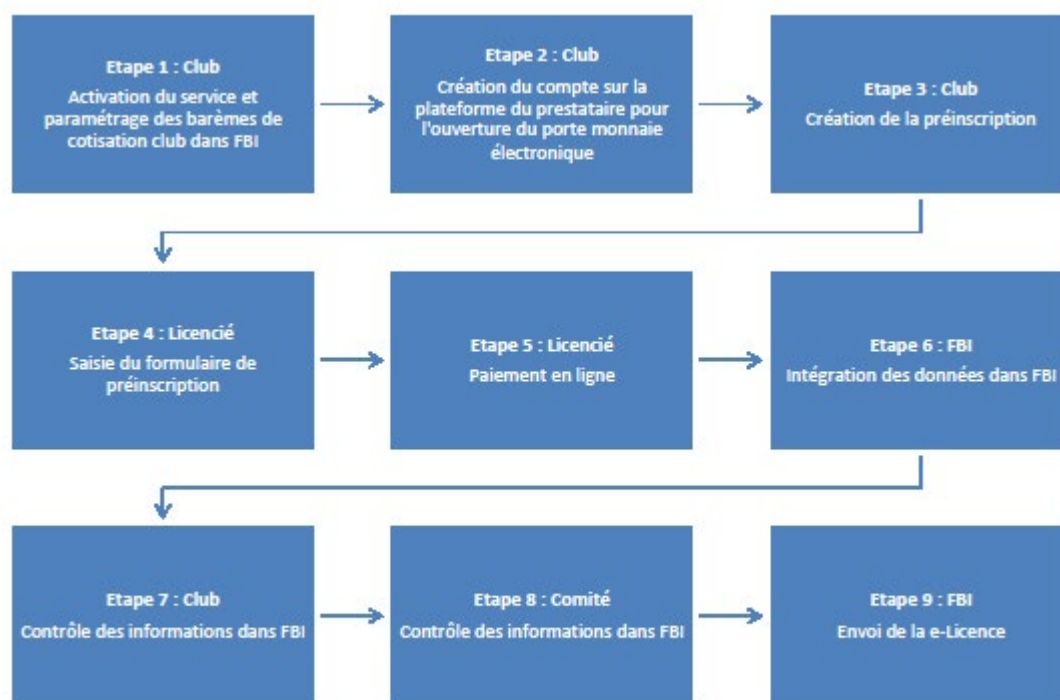 Etape 1 : Club
Activation du service et
paramétrage des barèmes de
cotisation club dans FBI
Etape 2 : Club
Création du compte sur la
plateforme du prestataire pour
l'ouverture du porte monnaie
électronique
Etape 3 : Club
Création de la préinscription
Etape 4 : Licencié
Saisie du formulaire de
préinscription
Etape 5 : Licencié
Paiement en ligne
Etape 6 : FBI
Intégration des données dans FBI
Etape 7 : Club
Contrôle des informations dans FBI
Etape 8 : Comité
Contrôle des informations dans FBI
Etape 9 : FBI
Envoi de la e-Licence